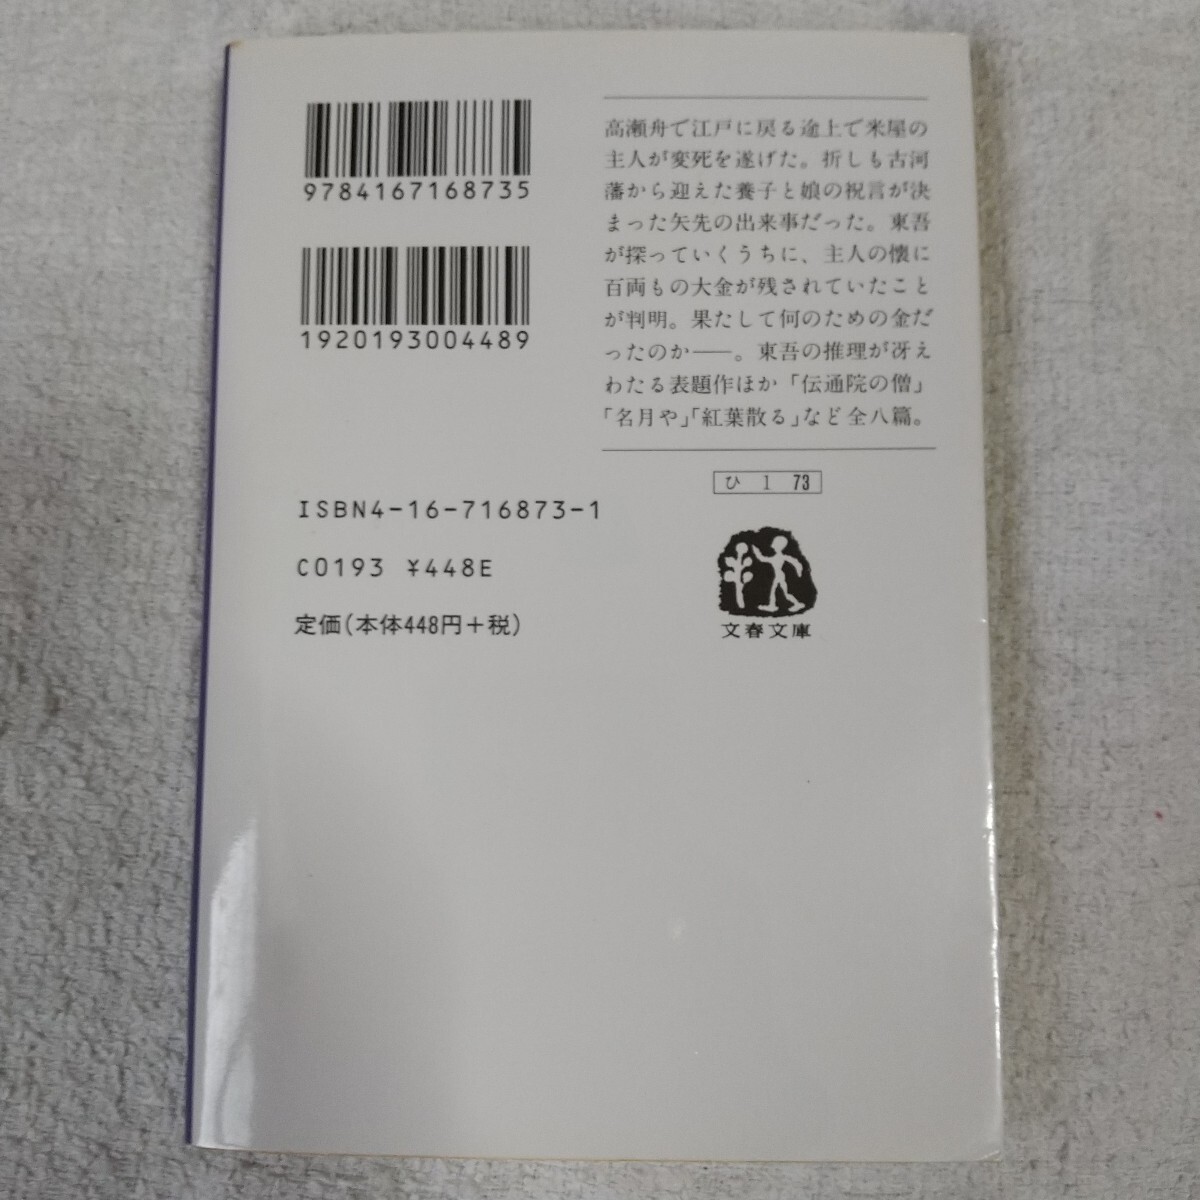 9784167168735
1920193004489
高瀬舟で江戸に戻る途上で米屋の
主人が変死を遂げた。折しも古河
藩から迎えた養子と娘の祝言が決
まった矢先の出来事だった。東吾
が探っていくうちに、主人の懐に
百両もの大金が残されていたこと
が判明。果たして何のための金だ
ったのか──。東吾の推理が冴え
わたる表題作ほか「伝通院の僧」
「名月や」「紅葉散る」など全八篇。
ひ 1 73
ISBN4-16-716873-1
C0193 ¥448E
定価(本体448円+税)
文春文庫